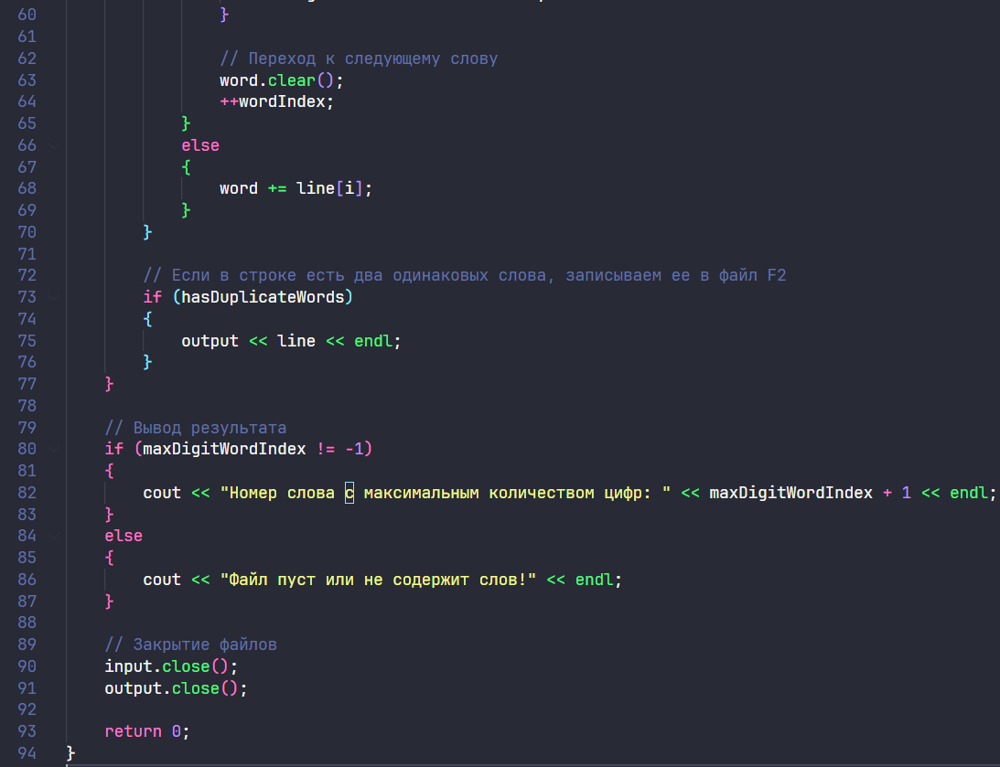 60 }
61
62 // Переход к следующему слову
63 word.clear();
64 ++wordIndex;
65 }
66 else
67 {
68 word += line[i];
69 }
70 }
71
72 // Если в строке есть два одинаковых слова, записываем ее в файл F2
73 if (hasDuplicateWords)
74 {
75 output << line << endl;
76 }
77 }
78
79 // Вывод результата
80 if (maxDigitWordIndex != -1)
81 {
82 cout << "Номер слова с максимальным количеством цифр: " << maxDigitWordIndex + 1 << endl;
83 }
84 else
85 {
86 cout << "Файл пуст или не содержит слов!" << endl;
87 }
88
89 // Закрытие файлов
90 input.close();
91 output.close();
92
93 return 0;
94 }